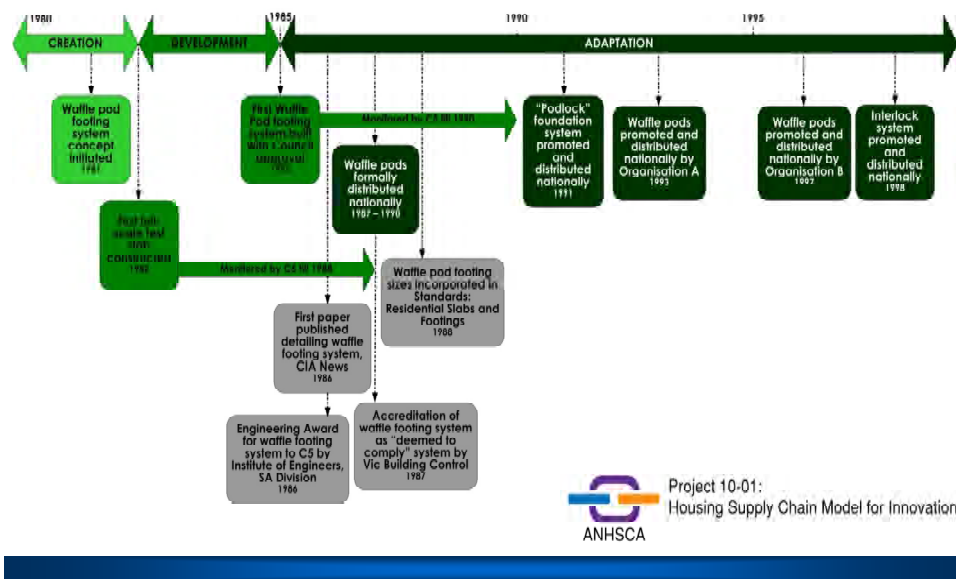 1980
1985
1990
1995
CREATION
DEVELOPMENT
ADAPTATION
Waffle pod
footing
system
concept
initiated
1981
First Waffle
Pod footing
system built
with Council
approval
Monitored by C5 till 1990
"Podlock"
foundation
system
promoted
and
distributed
nationally
1991
Waffle pods
promoted and
distributed
nationally by
Organisation A
1993
Waffle pods
promoted and
distributed
nationally by
Organisation B
1997
Interlock
system
promoted
and
distributed
nationally
1998
Waffle pods
formally
distributed
nationally
1987 – 1990
First full-
scale test
slab
construction
Monitored by C5 till 1988
Waffle pod footing
sizes incorporated in
Standards:
Residential Slabs and
Footings
1988
First paper
published
detailing waffle
footing system,
CIA News
1986
Engineering Award
for waffle footing
system to C5 by
Institute of Engineers,
SA Division
1986
Accreditation of
waffle footing system
as "deemed to
comply" system by
Vic Building Control
1987
ANHSCA
Project 10-01:
Housing Supply Chain Model for Innovation